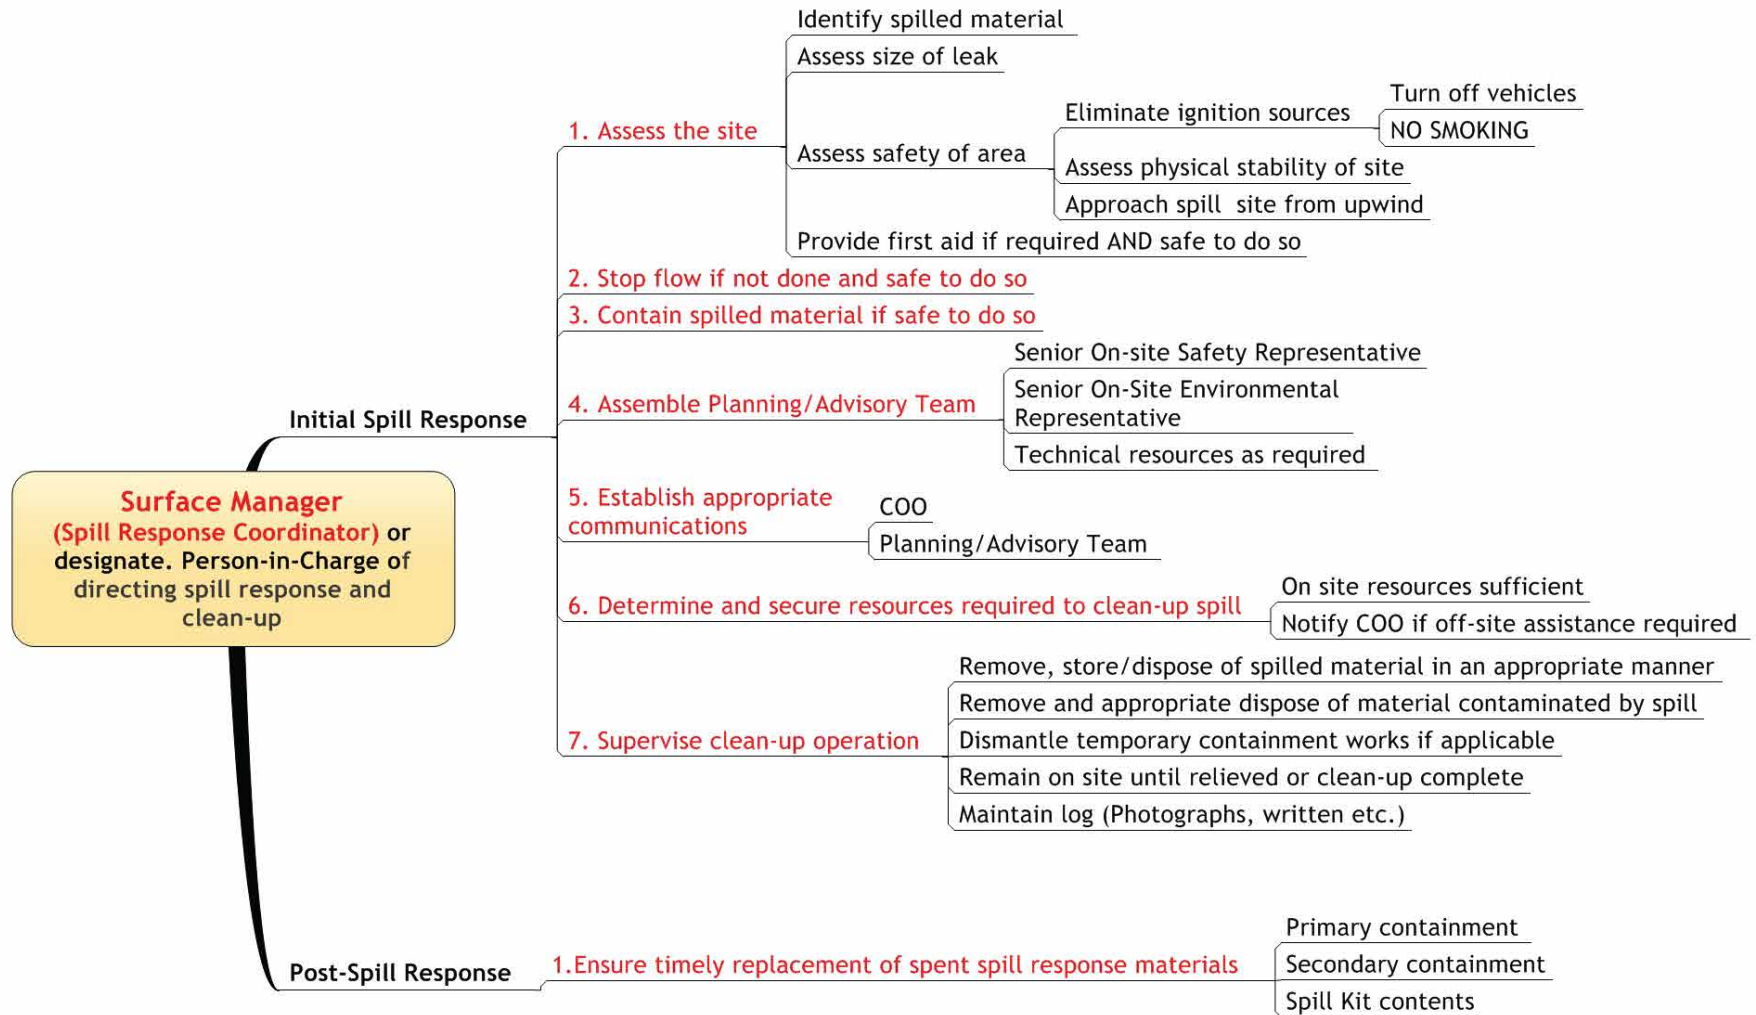 Surface Manager
(Spill Response Coordinator) or
designate. Person-in-Charge of
directing spill response and
clean-up
Initial Spill Response
1. Assess the site
Identify spilled material
Assess size of leak
Assess safety of area
Eliminate ignition sources
Turn off vehicles
NO SMOKING
Assess physical stability of site
Approach spill site from upwind
Provide first aid if required AND safe to do so
2. Stop flow if not done and safe to do so
3. Contain spilled material if safe to do so
4. Assemble Planning/Advisory Team
Senior On-site Safety Representative
Senior On-Site Environmental
Representative
Technical resources as required
5. Establish appropriate
communications
COO
Planning/Advisory Team
6. Determine and secure resources required to clean-up spill
On site resources sufficient
Notify COO if off-site assistance required
7. Supervise clean-up operation
Remove, store/dispose of spilled material in an appropriate manner
Remove and appropriate dispose of material contaminated by spill
Dismantle temporary containment works if applicable
Remain on site until relieved or clean-up complete
Maintain log (Photographs, written etc.)
Post-Spill Response
1.Ensure timely replacement of spent spill response materials
Primary containment
Secondary containment
Spill Kit contents